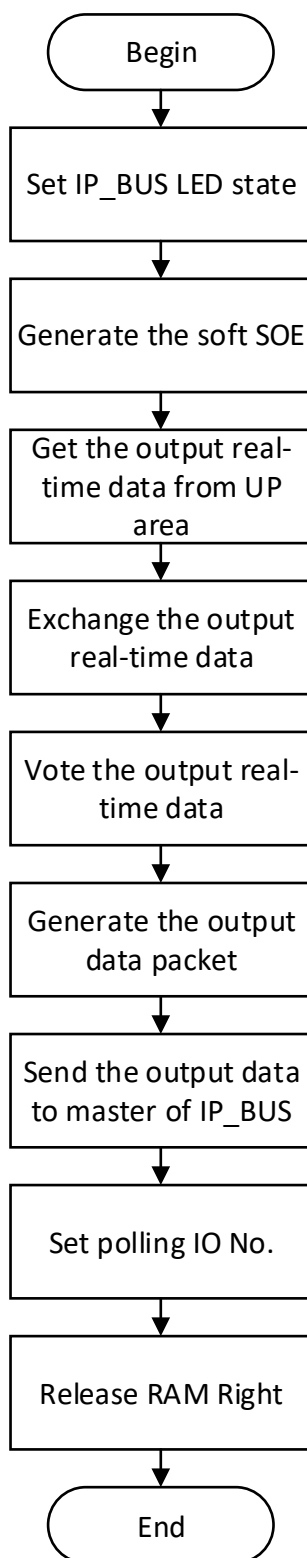 Begin
Set IP_BUS LED state
Generate the soft SOE
Get the output real-
time data from UP
area
Exchange the output
real-time data
Vote the output real-
time data
Generate the output
data packet
Send the output data
to master of IP_BUS
Set polling IO No.
Release RAM Right
End